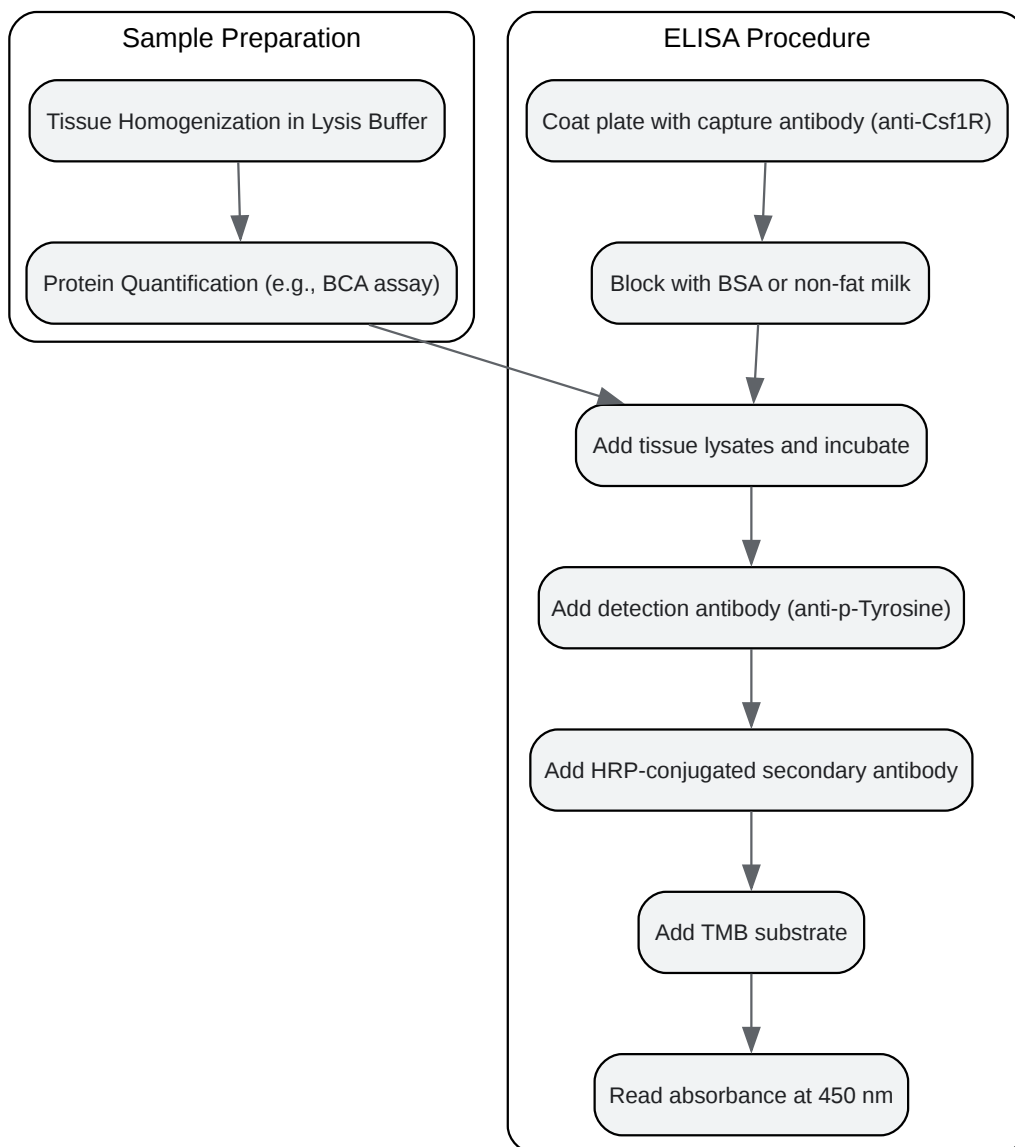 Sample Preparation
Tissue Homogenization in Lysis Buffer
Protein Quantification (e.g., BCA assay)
ELISA Procedure
Coat plate with capture antibody (anti-Csf1R)
Block with BSA or non-fat milk
Add tissue lysates and incubate
Add detection antibody (anti-p-Tyrosine)
Add HRP-conjugated secondary antibody
Add TMB substrate
Read absorbance at 450 nm